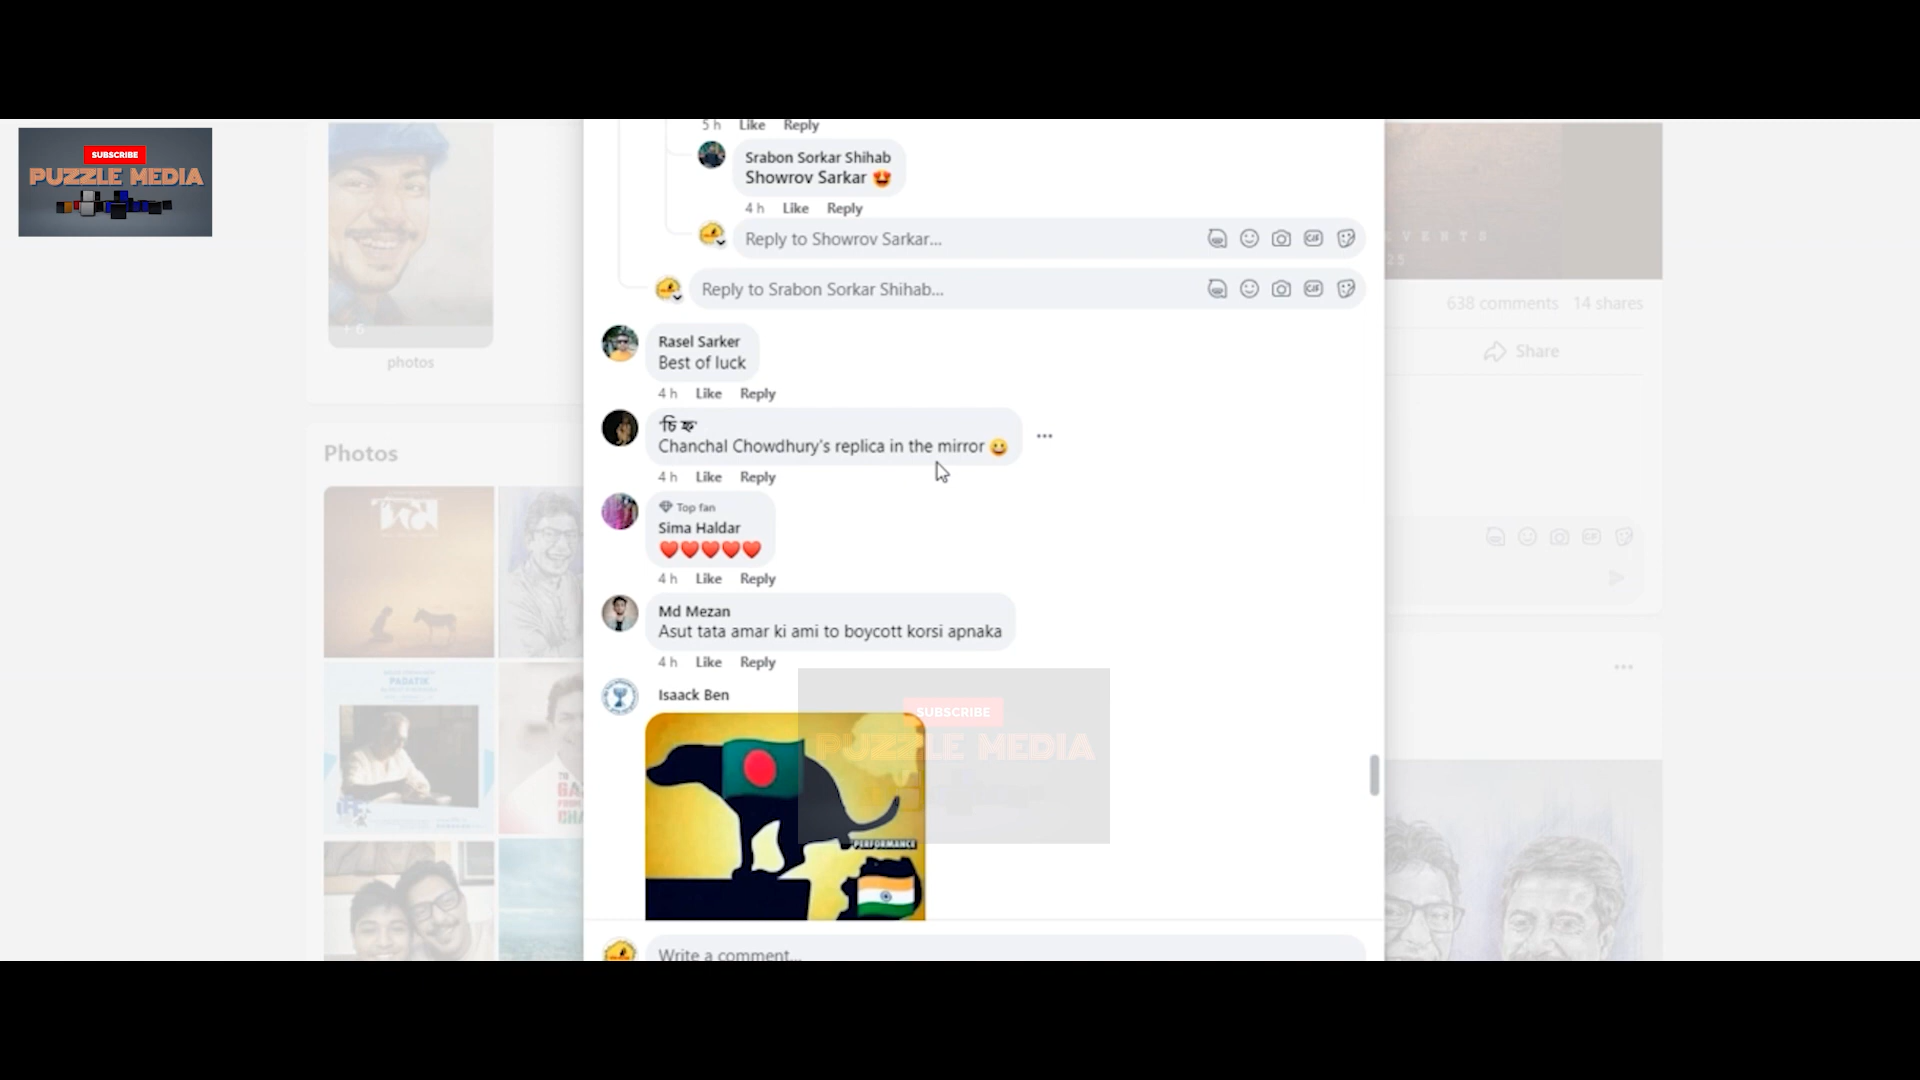 SUBSCRIBE
PUZZLE MEDIA
+6
photos
Photos
PADATIK
5 h Like Reply
Srabon Sorkar Shihab
Showrov Sarkar 😍
4 h Like Reply
Reply to Showrov Sarkar...
Reply to Srabon Sorkar Shihab...
Rasel Sarker
Best of luck
4 h Like Reply
চি হ্ন
Chanchal Chowdhury's replica in the mirror 😀
4 h Like Reply
Top fan
Sima Haldar
❤️❤️❤️❤️❤️
4 h Like Reply
Md Mezan
Asut tata amar ki ami to boycott korsi apnaka
4 h Like Reply
Isaack Ben
PERFORMANCE
SUBSCRIBE
PUZZLE MEDIA
Write a comment...
EVENTS
25
638 comments 14 shares
Share